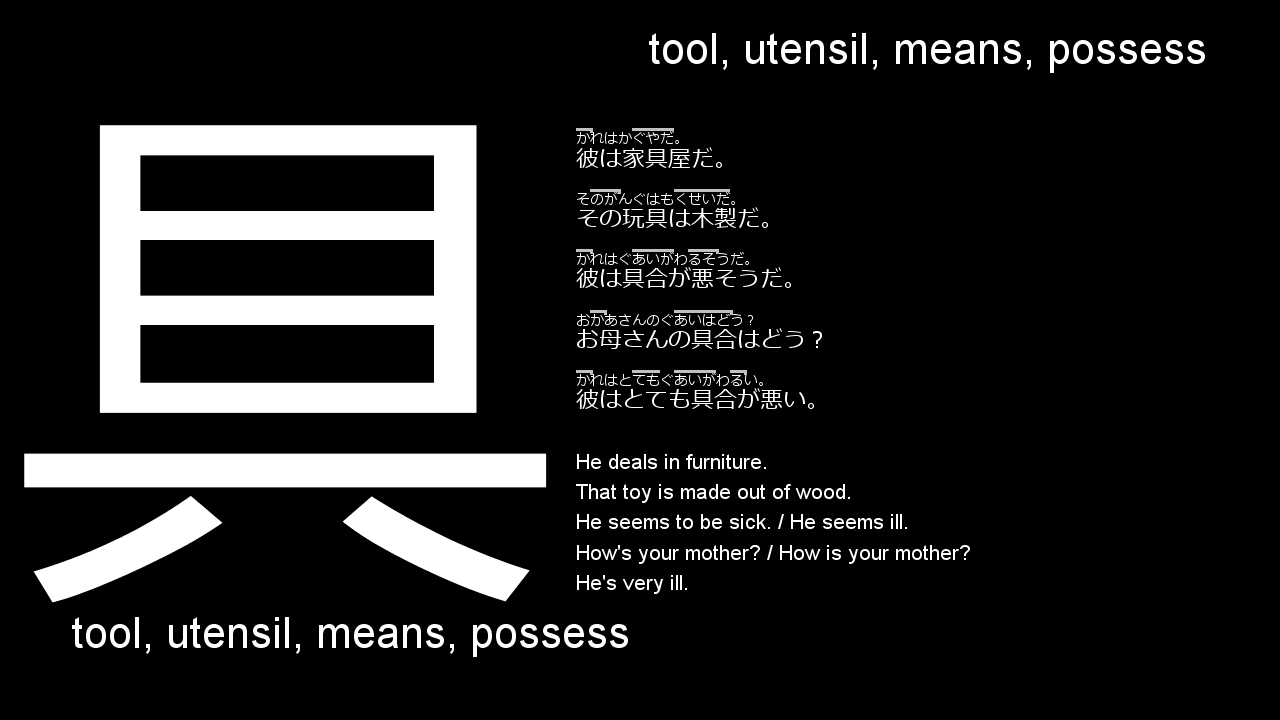 tool, utensil, means, possess
具
かれはかぐやだ。
彼は家具屋だ。
そのがんぐはもくせいだ。
その玩具は木製だ。
かれはぐあいがわるそうだ。
彼は具合が悪そうだ。
おかあさんのぐあいはどう？
お母さんの具合はどう？
かれはとてもぐあいがわるい。
彼はとても具合が悪い。
He deals in furniture.
That toy is made out of wood.
He seems to be sick. / He seems ill.
How's your mother? / How is your mother?
He's very ill.
tool, utensil, means, possess